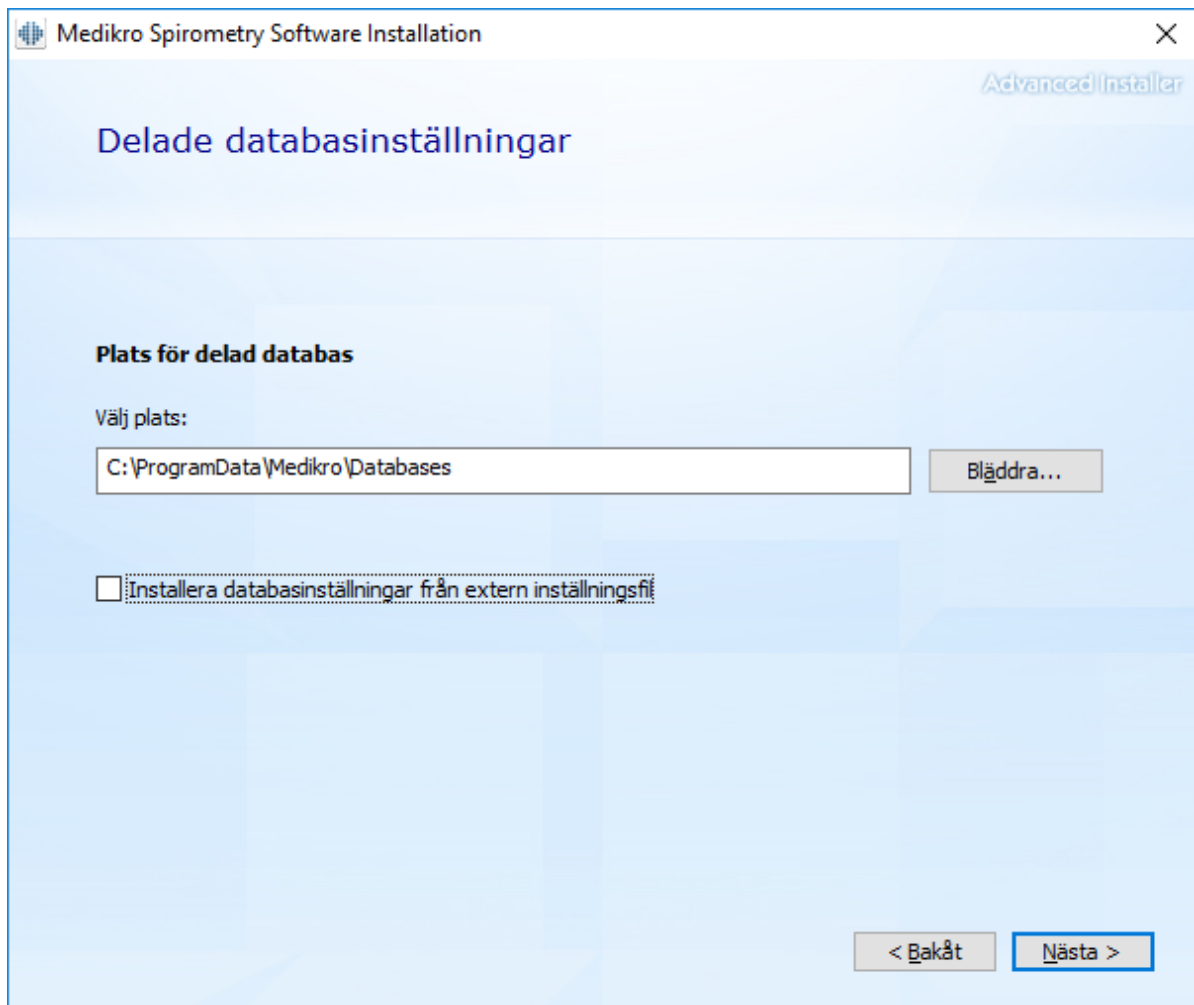 Medikro Spirometry Software Installation
Advanced Installer
Delade databasinställningar
Plats för delad databas
Välj plats:
C:\ProgramData\Medikro\Databases
Bläddra...
Installera databasinställningar från extern inställningsfil
< Bakåt
Nästa >